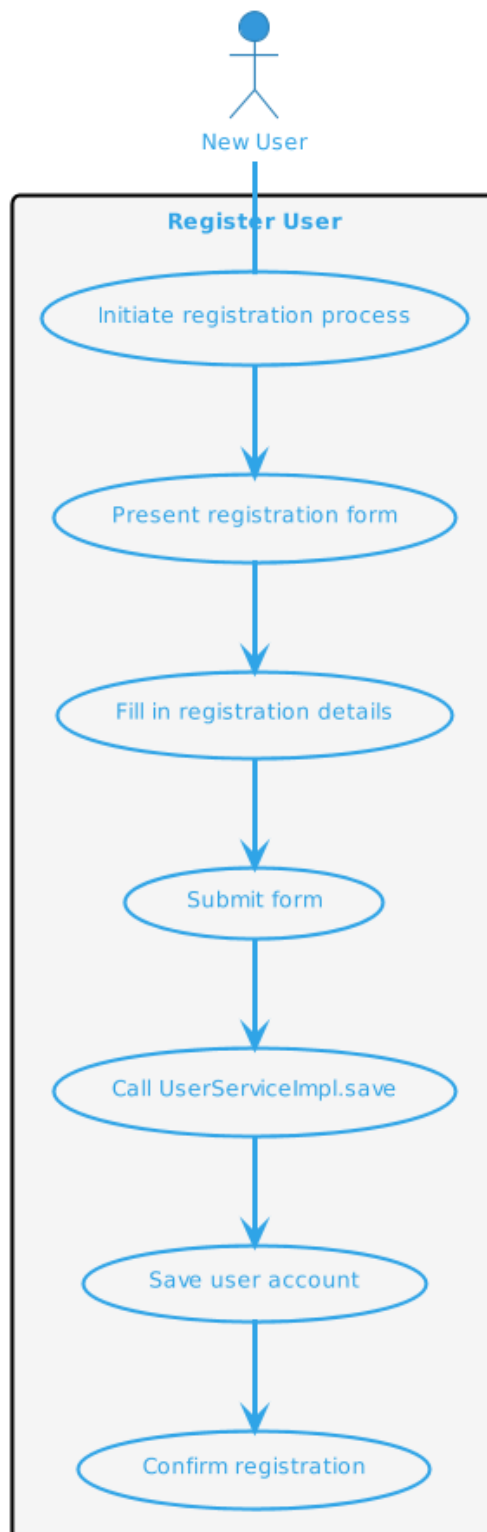 New User
Register User
Initiate registration process
Present registration form
Fill in registration details
Submit form
Call UserServiceImpl.save
Save user account
Confirm registration